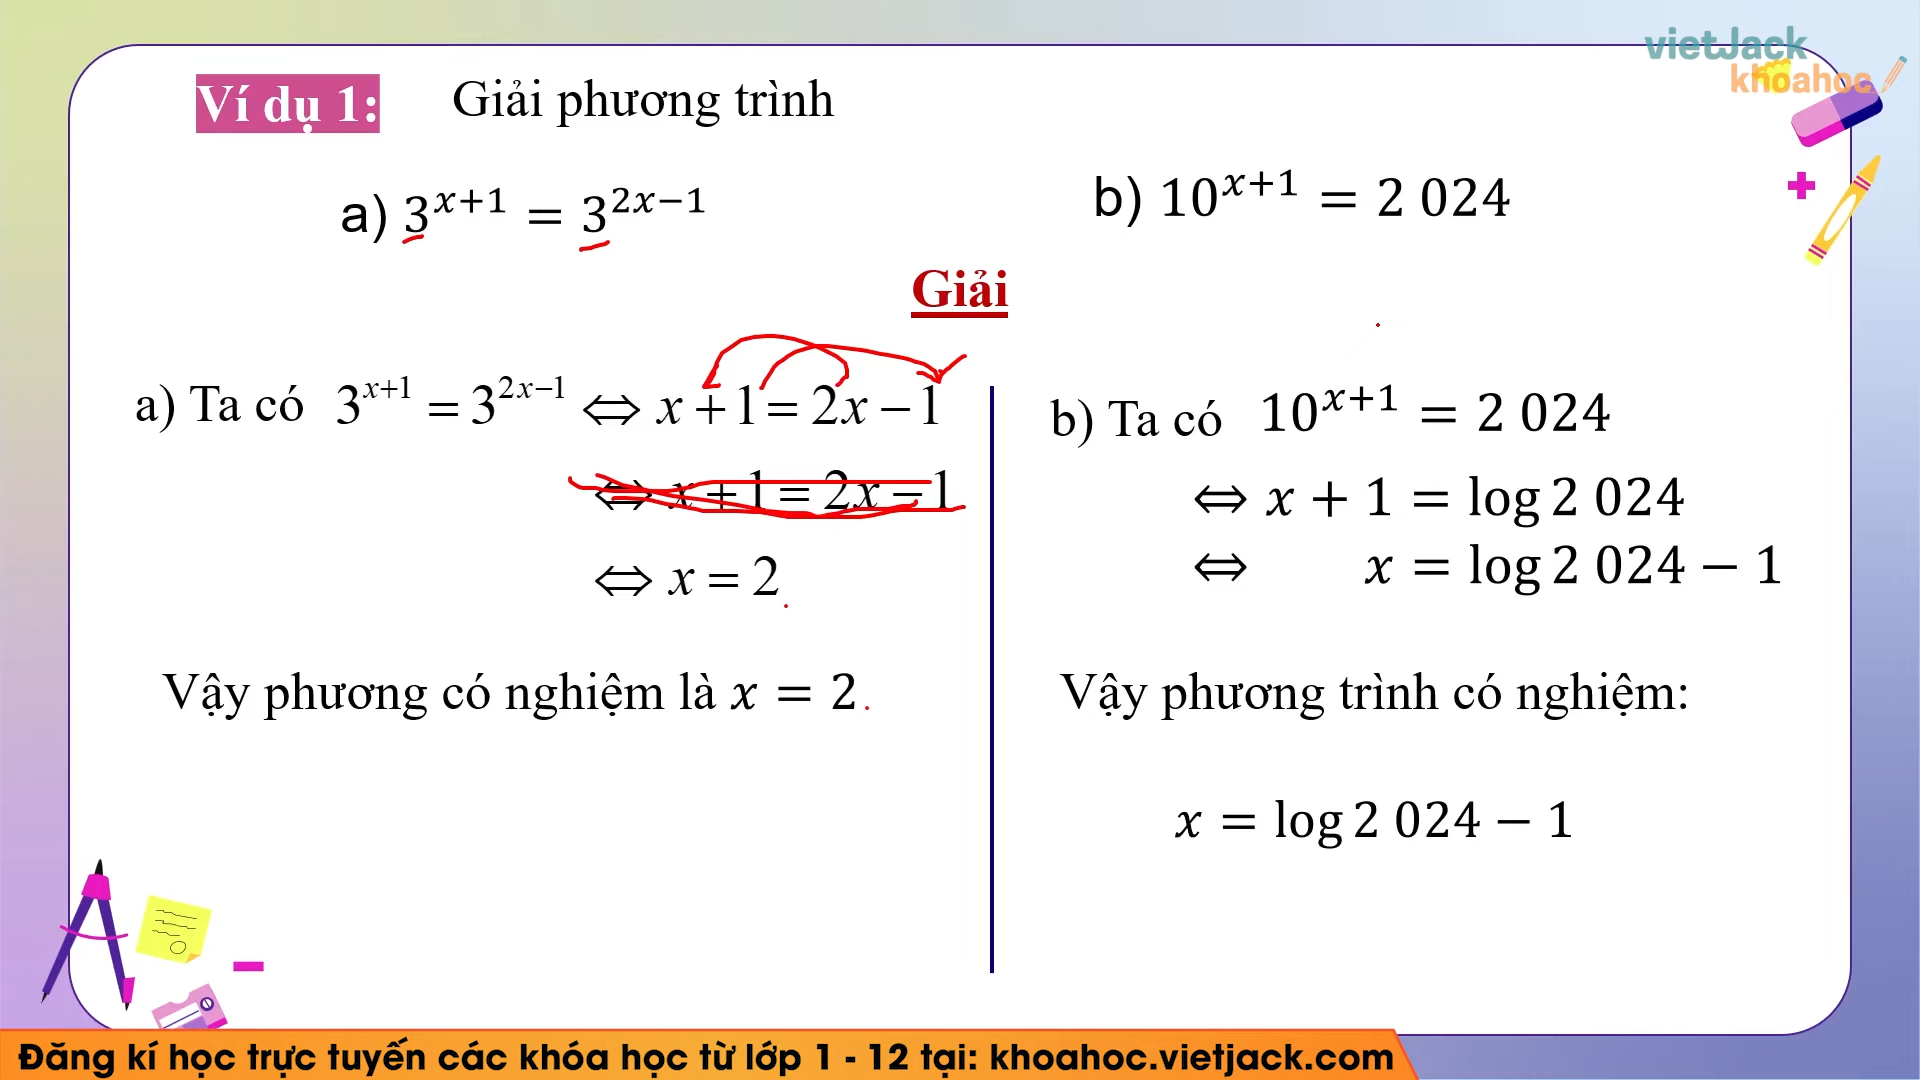 vietJack
khoahoc
Ví dụ 1: Giải phương trình
a) 3^{x+1} = 3^{2x−1}
b) 10^{x+1} = 2 024
Giải
a) Ta có 3^{x+1} = 3^{2x−1} ⇔ x + 1 = 2x − 1
⇔ x + 1 = 2x − 1
⇔ x = 2
Vậy phương có nghiệm là x = 2.
b) Ta có 10^{x+1} = 2 024
⇔ x + 1 = log 2 024
⇔ x = log 2 024 − 1
Vậy phương trình có nghiệm:
x = log 2 024 − 1
Đăng kí học trực tuyến các khóa học từ lớp 1 - 12 tại: khoahoc.vietjack.com